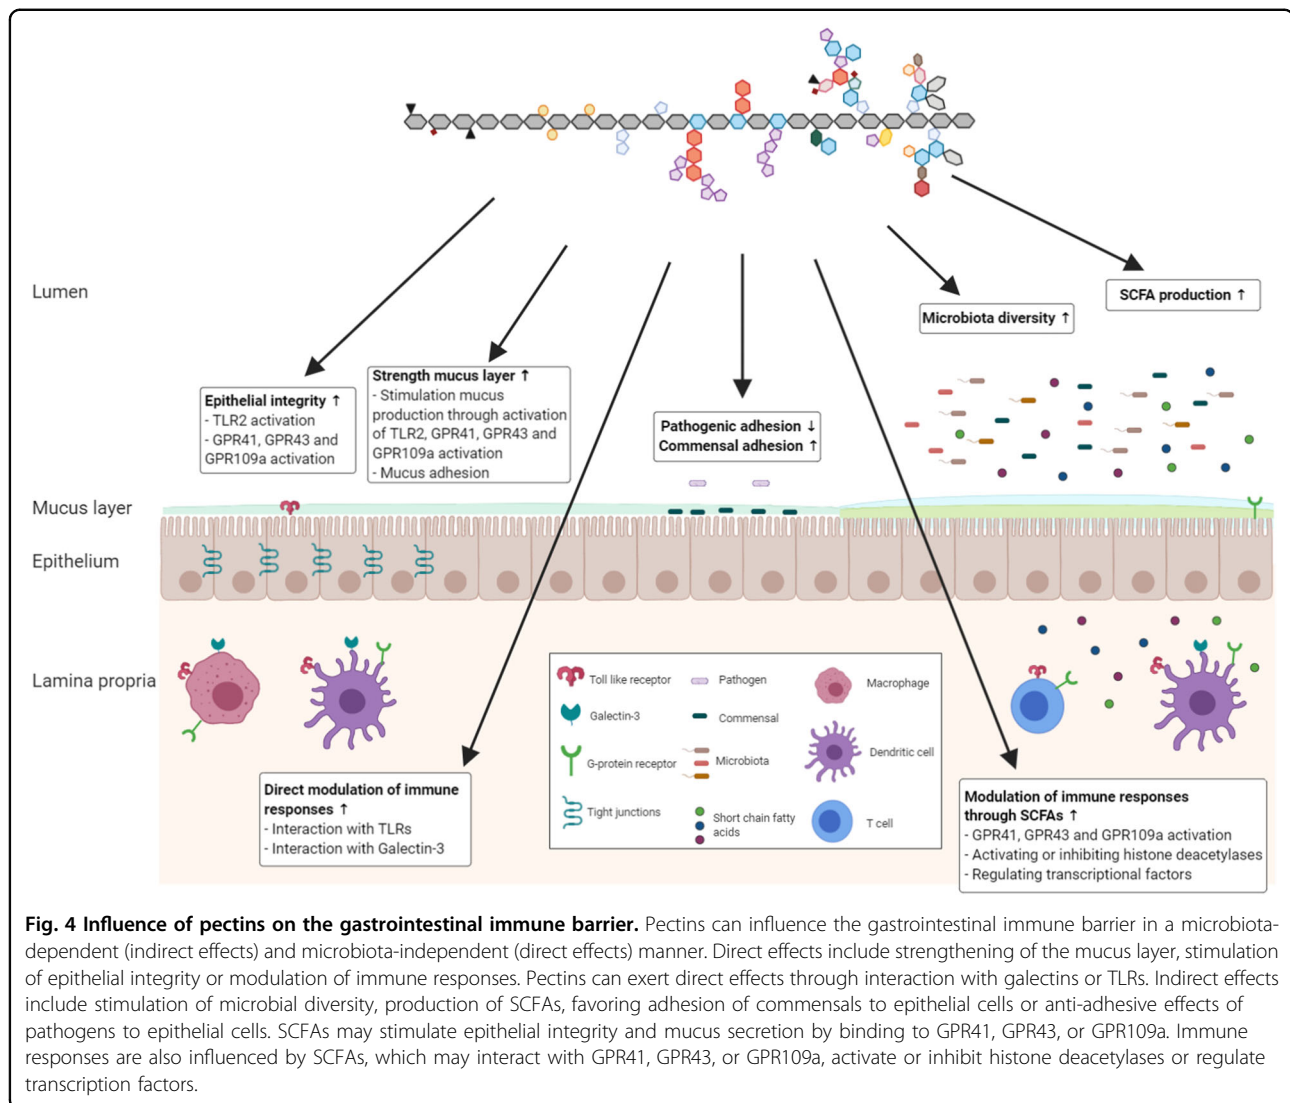 Lumen
SCFA production ↑
Microbiota diversity ↑
Epithelial integrity ↑
- TLR2 activation
- GPR41, GPR43 and
GPR109a activation
Strength mucus layer ↑
- Stimulation mucus
production through activation
of TLR2, GPR41, GPR43 and
GPR109a activation
- Mucus adhesion
Pathogenic adhesion ↓
Commensal adhesion ↑
Mucus layer
Epithelium
Lamina propria
Toll like receptor
Pathogen
Macrophage
Galectin-3
Commensal
G-protein receptor
Microbiota
Dendritic cell
Tight junctions
Short chain fatty
acids
T cell
Direct modulation of immune
responses ↑
- Interaction with TLRs
- Interaction with Galectin-3
Modulation of immune responses
through SCFAs ↑
- GPR41, GPR43 and GPR109a activation
- Activating or inhibiting histone deacetylases
- Regulating transcriptional factors
Fig. 4 Influence of pectins on the gastrointestinal immune barrier. Pectins can influence the gastrointestinal immune barrier in a microbiota-
dependent (indirect effects) and microbiota-independent (direct effects) manner. Direct effects include strengthening of the mucus layer, stimulation
of epithelial integrity or modulation of immune responses. Pectins can exert direct effects through interaction with galectins or TLRs. Indirect effects
include stimulation of microbial diversity, production of SCFAs, favoring adhesion of commensals to epithelial cells or anti-adhesive effects of
pathogens to epithelial cells. SCFAs may stimulate epithelial integrity and mucus secretion by binding to GPR41, GPR43, or GPR109a. Immune
responses are also influenced by SCFAs, which may interact with GPR41, GPR43, or GPR109a, activate or inhibit histone deacetylases or regulate
transcription factors.